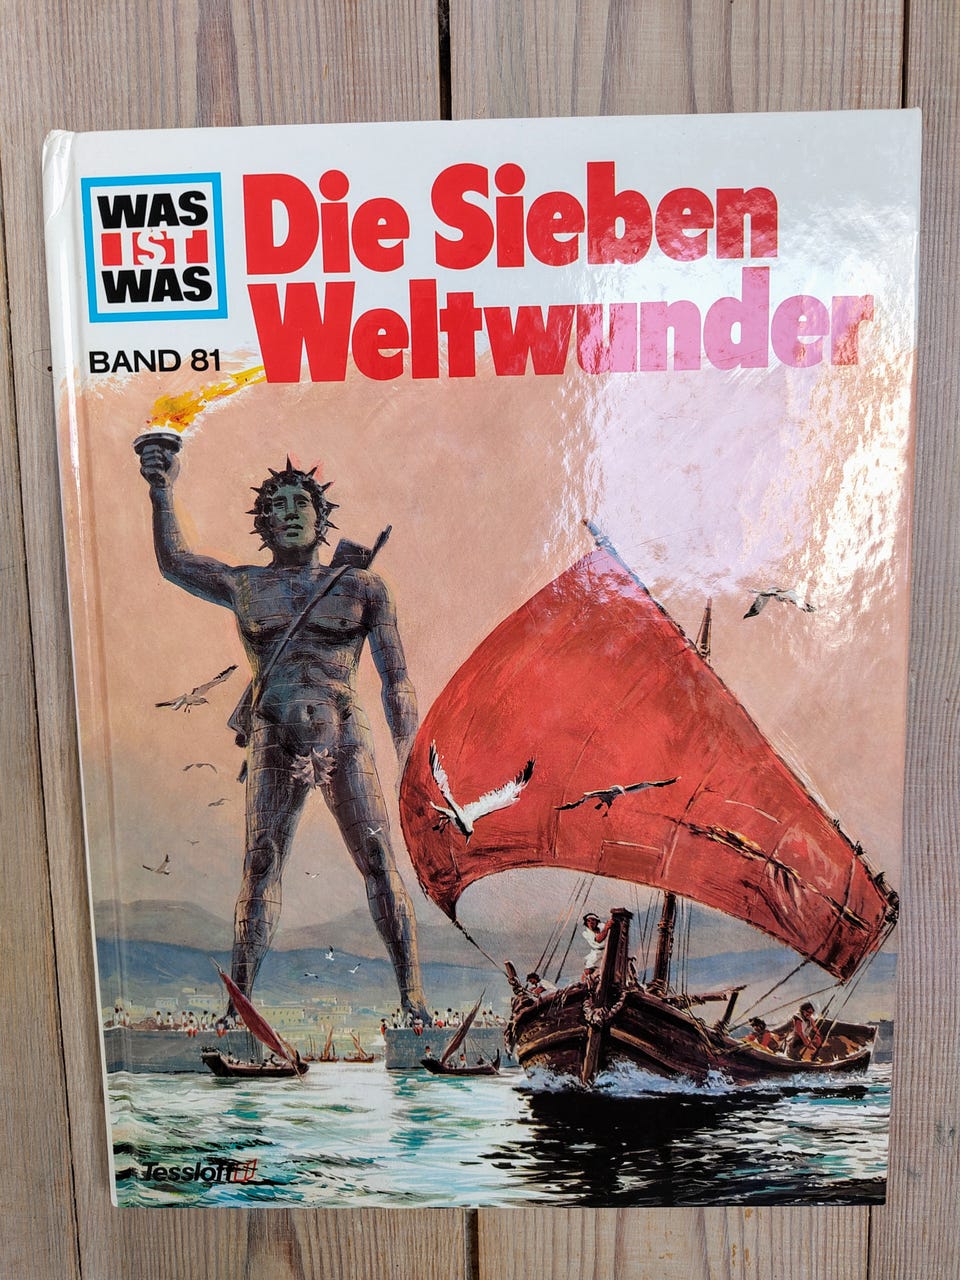 WAS
IST
WAS
BAND 81
Die Sieben
Weltwunder
Tessloff